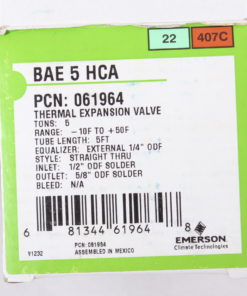 22 407C
BAE 5 HCA
PCN: 061964
THERMAL EXPANSION VALVE
TONS: 5
RANGE: -10F TO +50F
TUBE LENGTH: 5FT
EQUALIZER: EXTERNAL 1/4" ODF
STYLE: STRAIGHT THRU
INLET: 1/2" ODF SOLDER
OUTLET: 5/8" ODF SOLDER
BLEED: N/A
6 81344 61964 8
EMERSON
Climate Technologies
Y1232
PCN: 061964
ASSEMBLED IN MEXICO